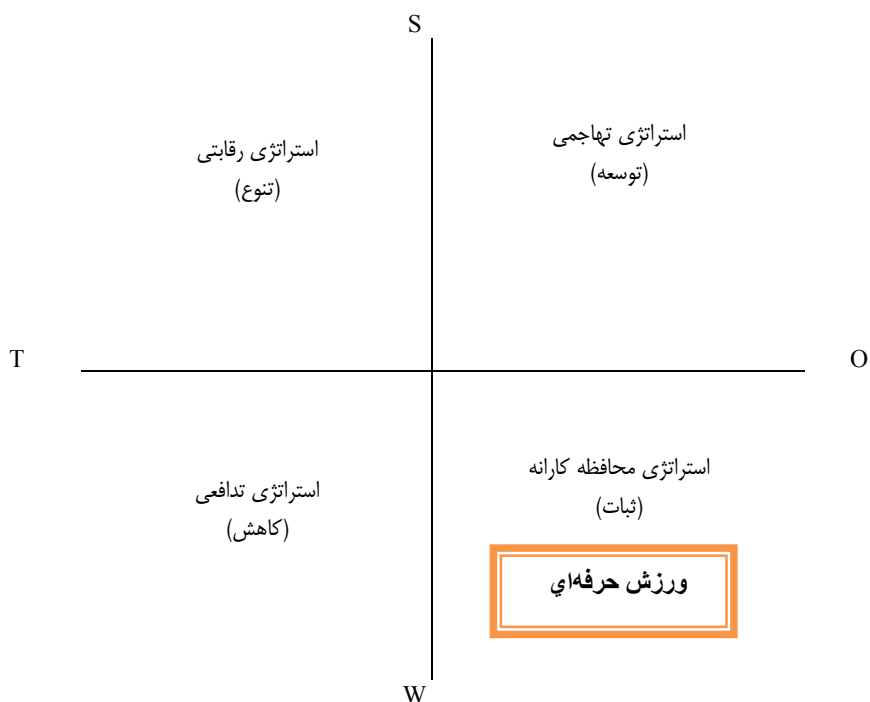 S
استراتژی تهاجمی
(توسعه)
استراتژی رقابتی
(تنوع)
T
O
استراتژی محافظه کارانه
(ثبات)
ورزش حرفه‌اي
استراتژی تدافعی
(کاهش)
W